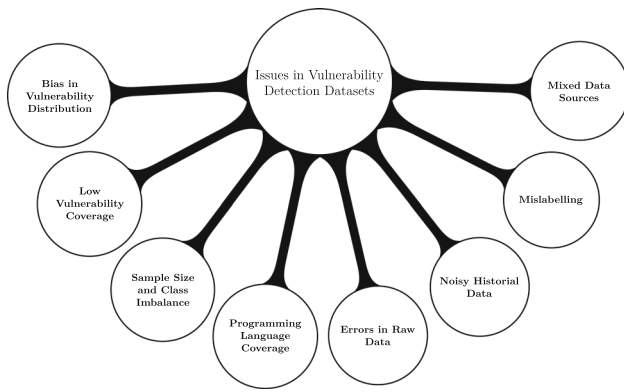 Issues in Vulnerability
Detection Datasets
Bias in
Vulnerability
Distribution
Low
Vulnerability
Coverage
Sample Size
and Class
Imbalance
Programming
Language
Coverage
Errors in Raw
Data
Noisy Historial
Data
Mislabelling
Mixed Data
Sources